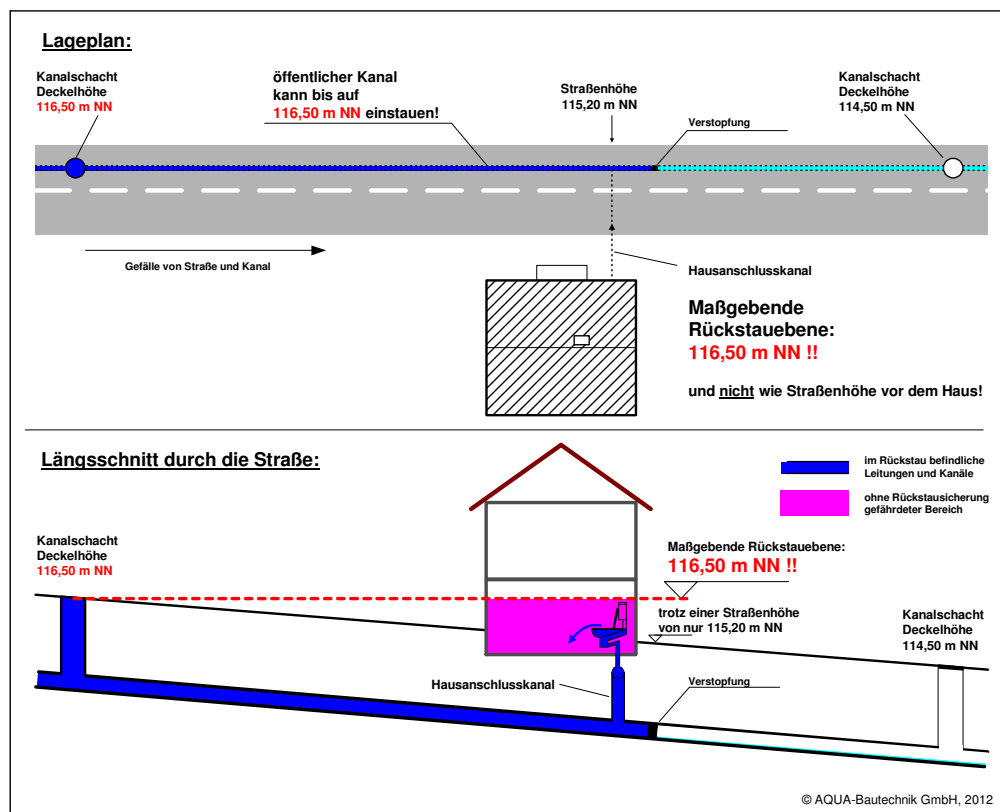 Lageplan:
Kanalschacht
Deckelhöhe
116,50 m NN
öffentlicher Kanal
kann bis auf
116,50 m NN einstauen!
Straßenhöhe
115,20 m NN
Verstopfung
Kanalschacht
Deckelhöhe
114,50 m NN
Gefälle von Straße und Kanal
Hausanschlusskanal
Maßgebende
Rückstauebene:
116,50 m NN !!
und nicht wie Straßenhöhe vor dem Haus!
Längsschnitt durch die Straße:
im Rückstau befindliche
Leitungen und Kanäle
ohne Rückstausicherung
gefährdeter Bereich
Kanalschacht
Deckelhöhe
116,50 m NN
Maßgebende Rückstauebene:
116,50 m NN !!
trotz einer Straßenhöhe
von nur 115,20 m NN
Kanalschacht
Deckelhöhe
114,50 m NN
Hausanschlusskanal
Verstopfung
© AQUA-Bautechnik GmbH, 2012